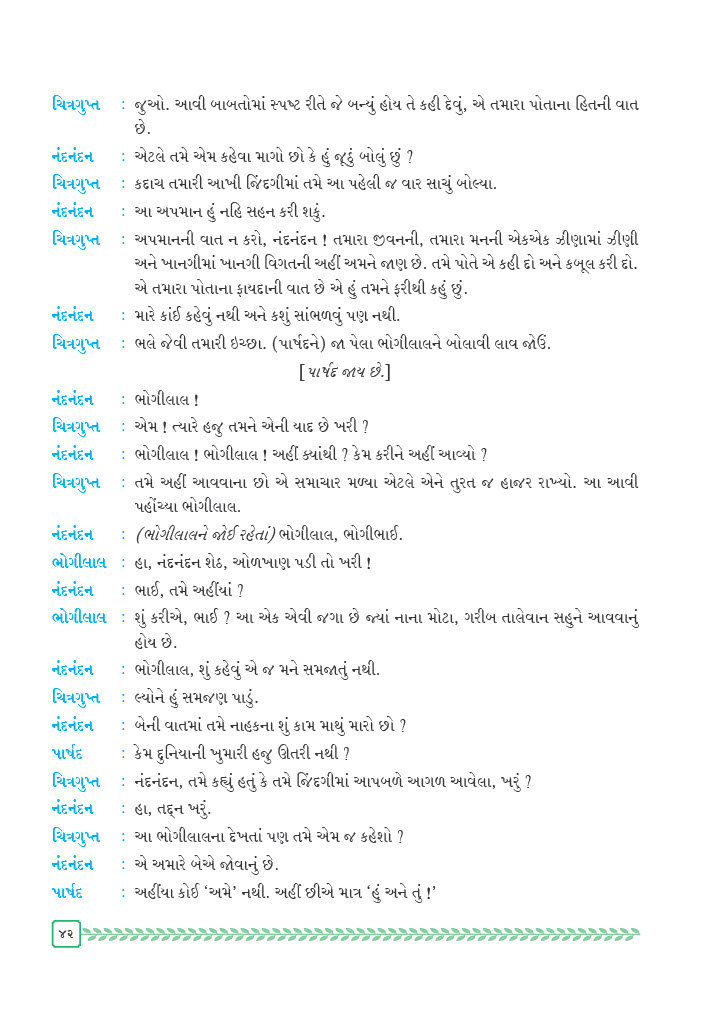 ચિત્રગુપ્ત : જુઓ. આવી બાબતોમાં સ્પષ્ટ રીતે જે બન્યું હોય તે કહી દેવું, એ તમારા પોતાના હિતની વાત
છે.
નંદનંદન : એટલે તમે એમ કહેવા માગો છો કે હું જૂઠું બોલું છું ?
ચિત્રગુપ્ત : કદાચ તમારી આખી જિંદગીમાં તમે આ પહેલી જ વાર સાચું બોલ્યા.
નંદનંદન : આ અપમાન હું નહિ સહન કરી શકું.
ચિત્રગુપ્ત : અપમાનની વાત ન કરો, નંદનંદન ! તમારા જીવનની, તમારા મનની એકએક ઝીણામાં ઝીણી
અને ખાનગીમાં ખાનગી વિગતની અહીં અમને જાણ છે. તમે પોતે એ કહી દો અને કબૂલ કરી દો.
એ તમારા પોતાના ફાયદાની વાત છે એ હું તમને ફરીથી કહું છું.
નંદનંદન : મારે કાંઈ કહેવું નથી અને કશું સાંભળવું પણ નથી.
ચિત્રગુપ્ત : ભલે જેવી તમારી ઇચ્છા. (પાર્ષદને) જા પેલા ભોગીલાલને બોલાવી લાવ જોઉં.
[પાર્ષદ જાય છે.]
નંદનંદન : ભોગીલાલ !
ચિત્રગુપ્ત : એમ ! ત્યારે હજુ તમને એની યાદ છે ખરી ?
નંદનંદન : ભોગીલાલ ! ભોગીલાલ ! અહીં ક્યાંથી ? કેમ કરીને અહીં આવ્યો ?
ચિત્રગુપ્ત : તમે અહીં આવવાના છો એ સમાચાર મળ્યા એટલે એને તુરત જ હાજર રાખ્યો. આ આવી
પહોંચ્યા ભોગીલાલ.
નંદનંદન : (ભોગીલાલને જોઈ રહેતાં) ભોગીલાલ, ભોગીભાઈ.
ભોગીલાલ : હા, નંદનંદન શેઠ, ઓળખાણ પડી તો ખરી !
નંદનંદન : ભાઈ, તમે અહીંયાં ?
ભોગીલાલ : શું કરીએ, ભાઈ ? આ એક એવી જગા છે જ્યાં નાના મોટા, ગરીબ તાલેવાન સહુને આવવાનું
હોય છે.
નંદનંદન : ભોગીલાલ, શું કહેવું એ જ મને સમજાતું નથી.
ચિત્રગુપ્ત : લ્યોને હું સમજણ પાડું.
નંદનંદન : બેની વાતમાં તમે નાહકના શું કામ માથું મારો છો ?
પાર્ષદ : કેમ દુનિયાની ખુમારી હજુ ઊતરી નથી ?
ચિત્રગુપ્ત : નંદનંદન, તમે કહ્યું હતું કે તમે જિંદગીમાં આપબળે આગળ આવેલા, ખરું ?
નંદનંદન : હા, તદ્દન ખરું.
ચિત્રગુપ્ત : આ ભોગીલાલના દેખતાં પણ તમે એમ જ કહેશો ?
નંદનંદન : એ અમારે બેએ જોવાનું છે.
પાર્ષદ : અહીંયા કોઈ ‘અમે’ નથી. અહીં છીએ માત્ર ‘હું અને તું !’
૪૨